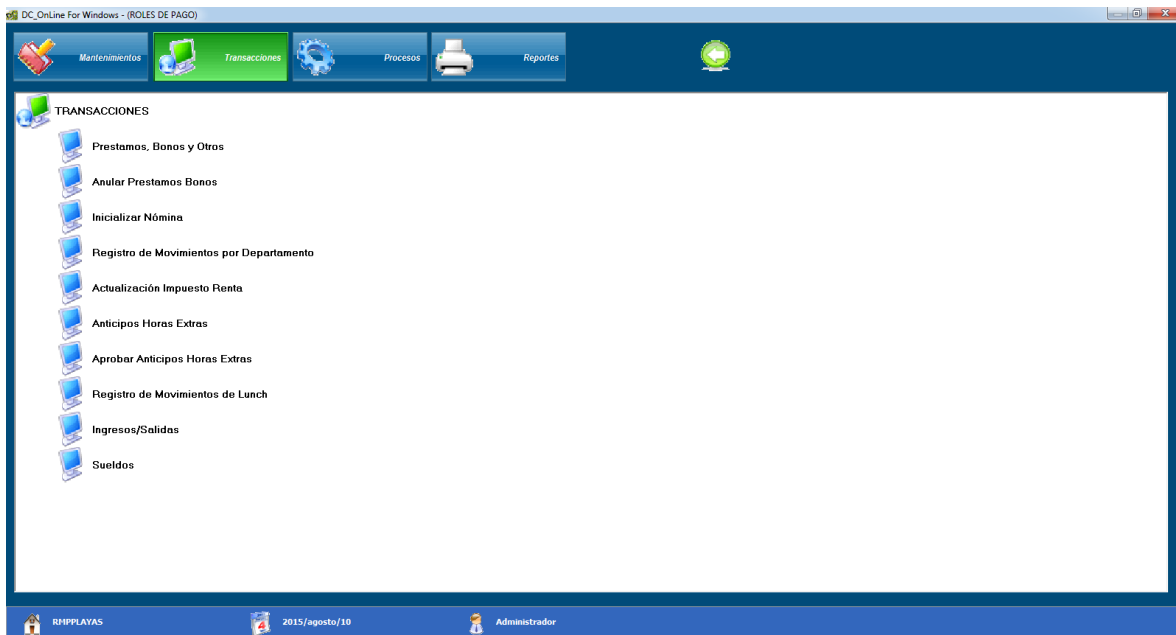 DC_OnLine For Windows - (ROLES DE PAGO)
Mantenimientos
Transacciones
Procesos
Reportes
TRANSACCIONES
Prestamos, Bonos y Otros
Anular Prestamos Bonos
Inicializar Nómina
Registro de Movimientos por Departamento
Actualización Impuesto Renta
Anticipos Horas Extras
Aprobar Anticipos Horas Extras
Registro de Movimientos de Lunch
Ingresos/Salidas
Sueldos
RMPPLAYAS
4
2015/agosto/10
Administrador